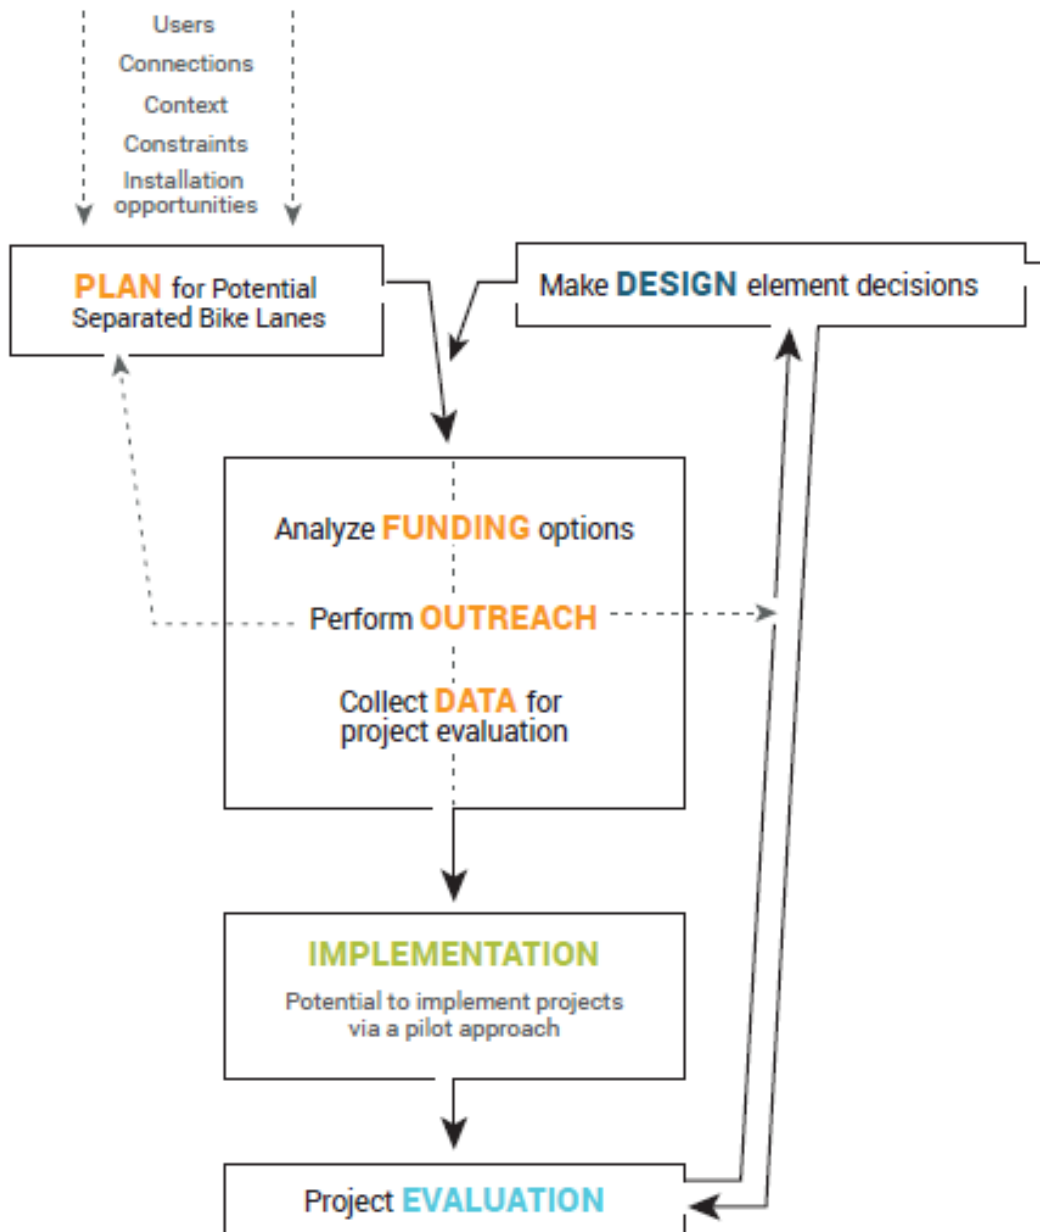 Users
Connections
Context
Constraints
Installation
opportunities
PLAN for Potential
Separated Bike Lanes
Make DESIGN element decisions
Analyze FUNDING options
Perform OUTREACH
Collect DATA for
project evaluation
IMPLEMENTATION
Potential to implement projects
via a pilot approach
Project EVALUATION